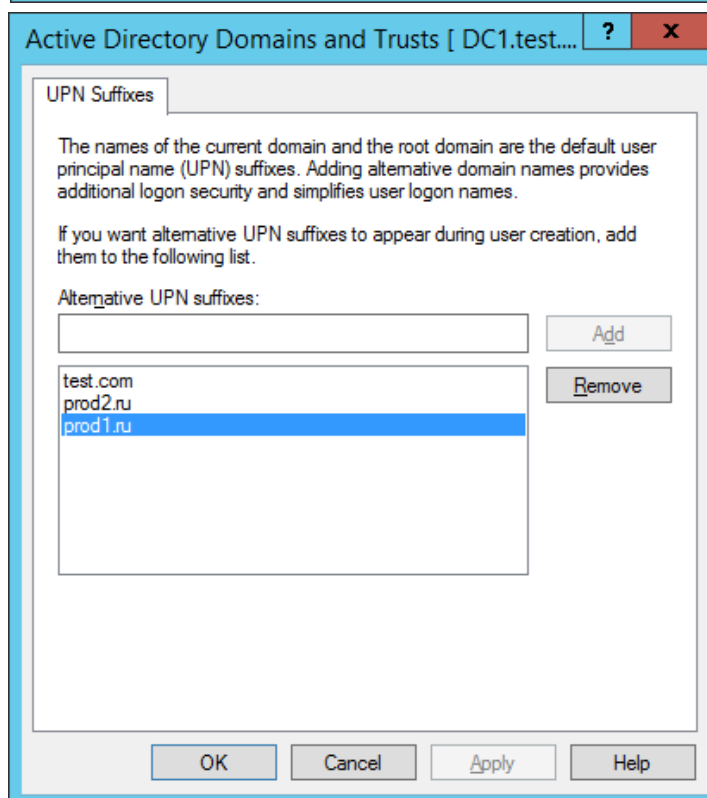 Active Directory Domains and Trusts [ DC1.test....
?
x
UPN Suffixes
The names of the current domain and the root domain are the default user
principal name (UPN) suffixes. Adding alternative domain names provides
additional logon security and simplifies user logon names.
If you want alternative UPN suffixes to appear during user creation, add
them to the following list.
Alternative UPN suffixes:
Add
test.com
prod2.ru
prod1.ru
Remove
OK
Cancel
Apply
Help